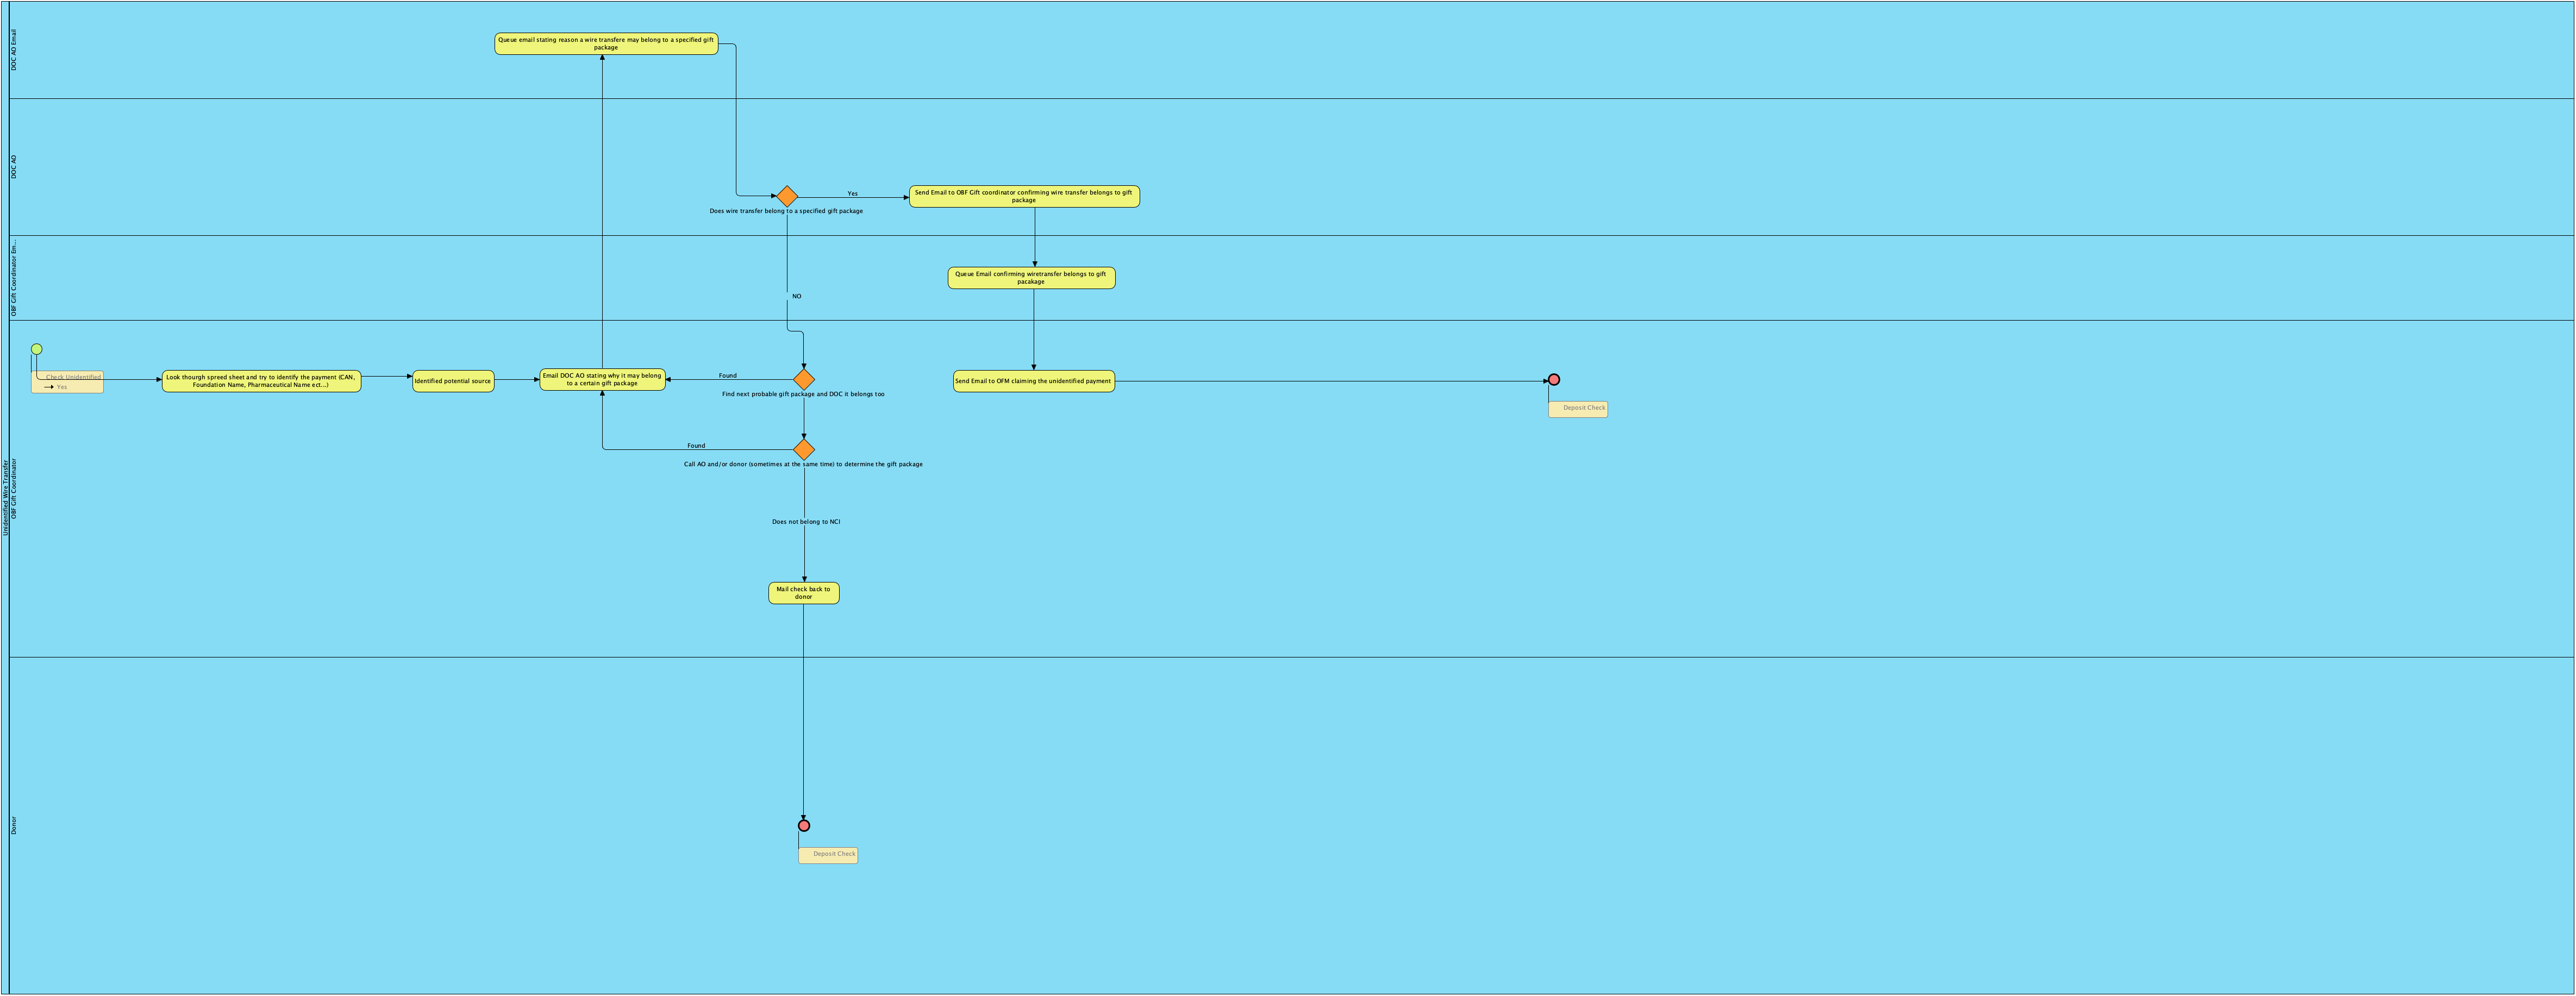 Unidentified Wire Transfer
DOC AO Email
Queue email stating reason a wire transfere may belong to a specified gift
package
DOC AO
Does wire transfer belong to a specified gift package
Yes
Send Email to OBF Gift coordinator confirming wire transfer belongs to gift
package
NO
OBF Gift Coordinator Em...
Queue Email confirming wiretransfer belongs to gift
pacakage
OBF Gift Coordinator
Check Unidentified
Yes
Look thourgh spreed sheet and try to identify the payment (CAN,
Foundation Name, Pharmaceutical Name ect...)
Identified potential source
Email DOC AO stating why it may belong
to a certain gift package
Found
Find next probable gift package and DOC it belongs too
Send Email to OFM claiming the unidentified payment
Deposit Check
Found
Call AO and/or donor (sometimes at the same time) to determine the gift package
Does not belong to NCI
Mail check back to
donor
Donor
Deposit Check